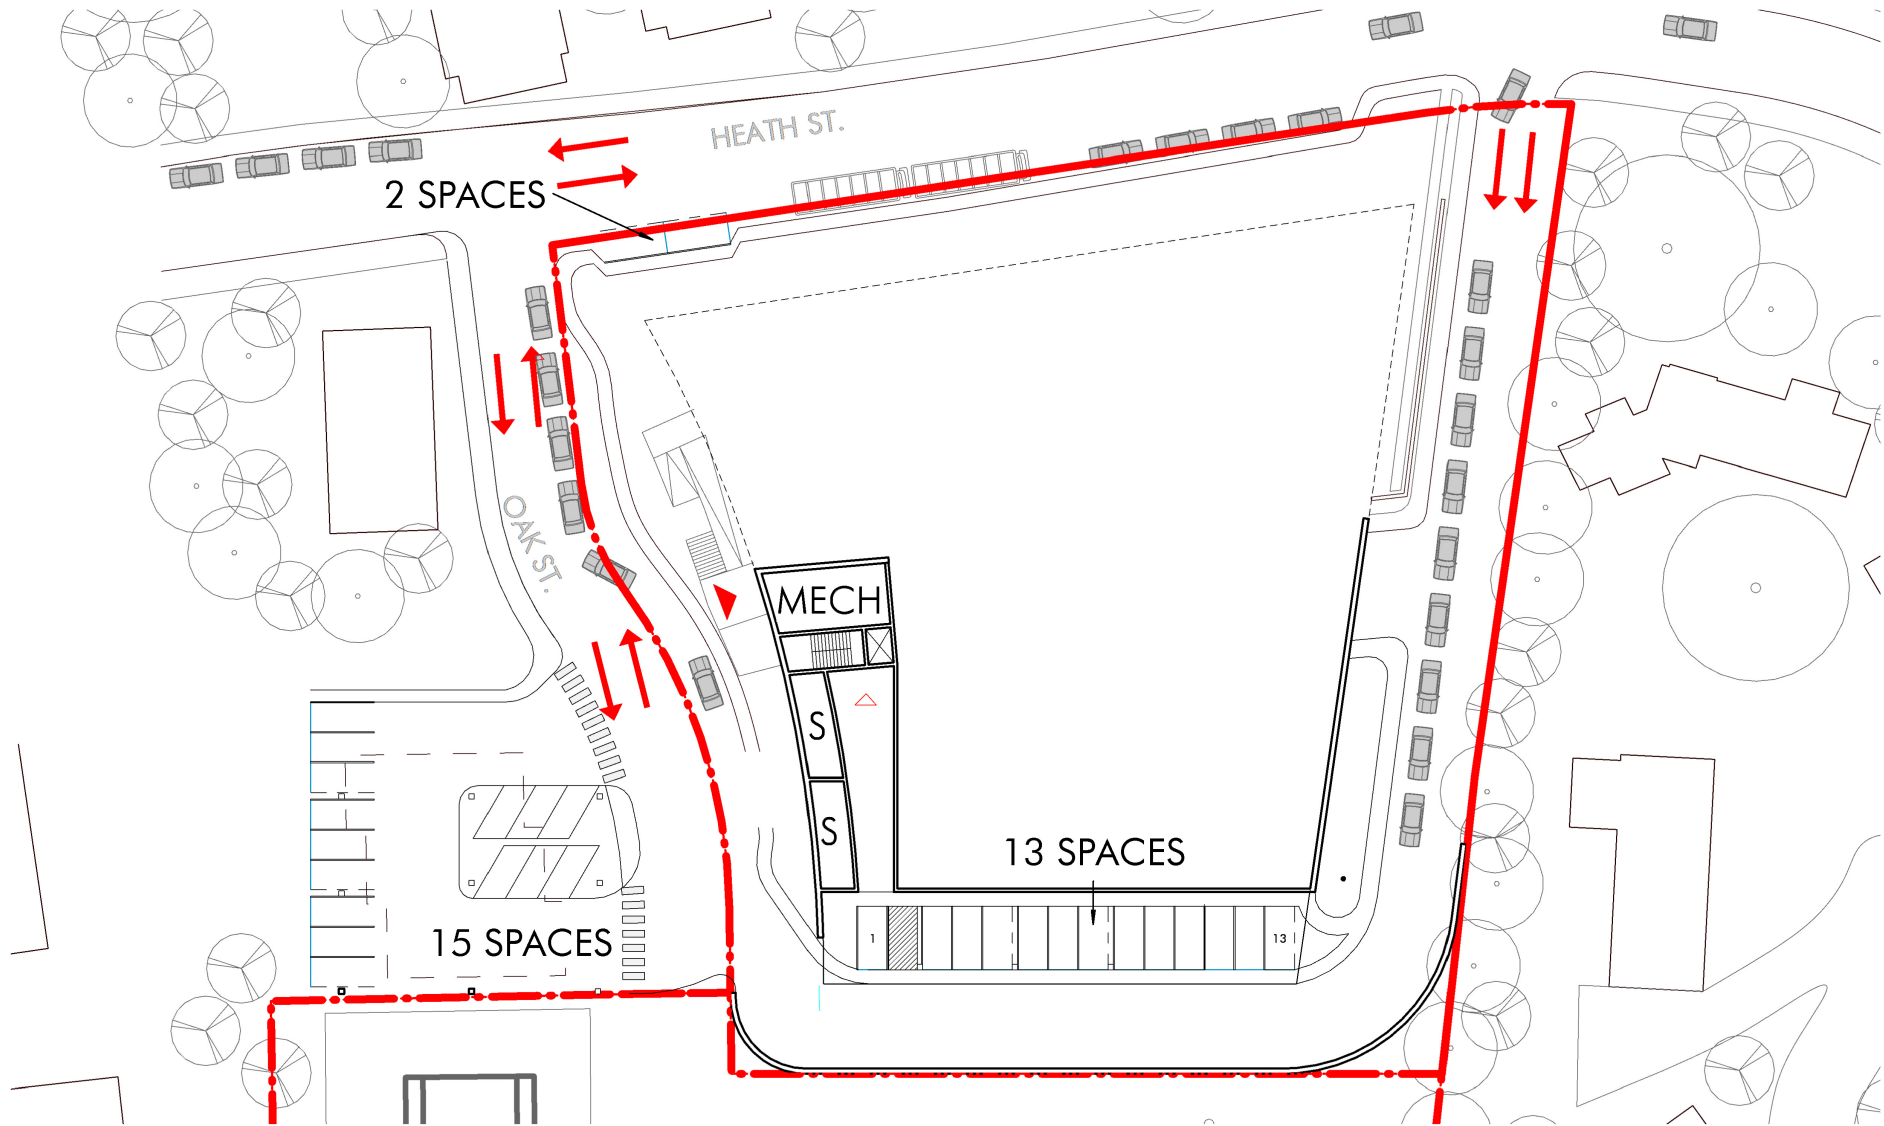 HEATH ST.
2 SPACES
OAK ST.
MECH
S
S
13 SPACES
1
13
15 SPACES